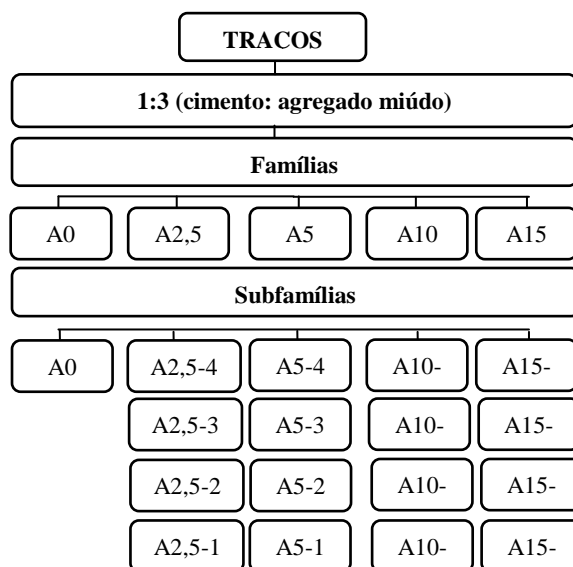 TRACOS
1:3 (cimento: agregado miúdo)
Famílias
A0 A2,5 A5 A10 A15
Subfamílias
A0 A2,5-4 A5-4 A10- A15-
A2,5-3 A5-3 A10- A15-
A2,5-2 A5-2 A10- A15-
A2,5-1 A5-1 A10- A15-